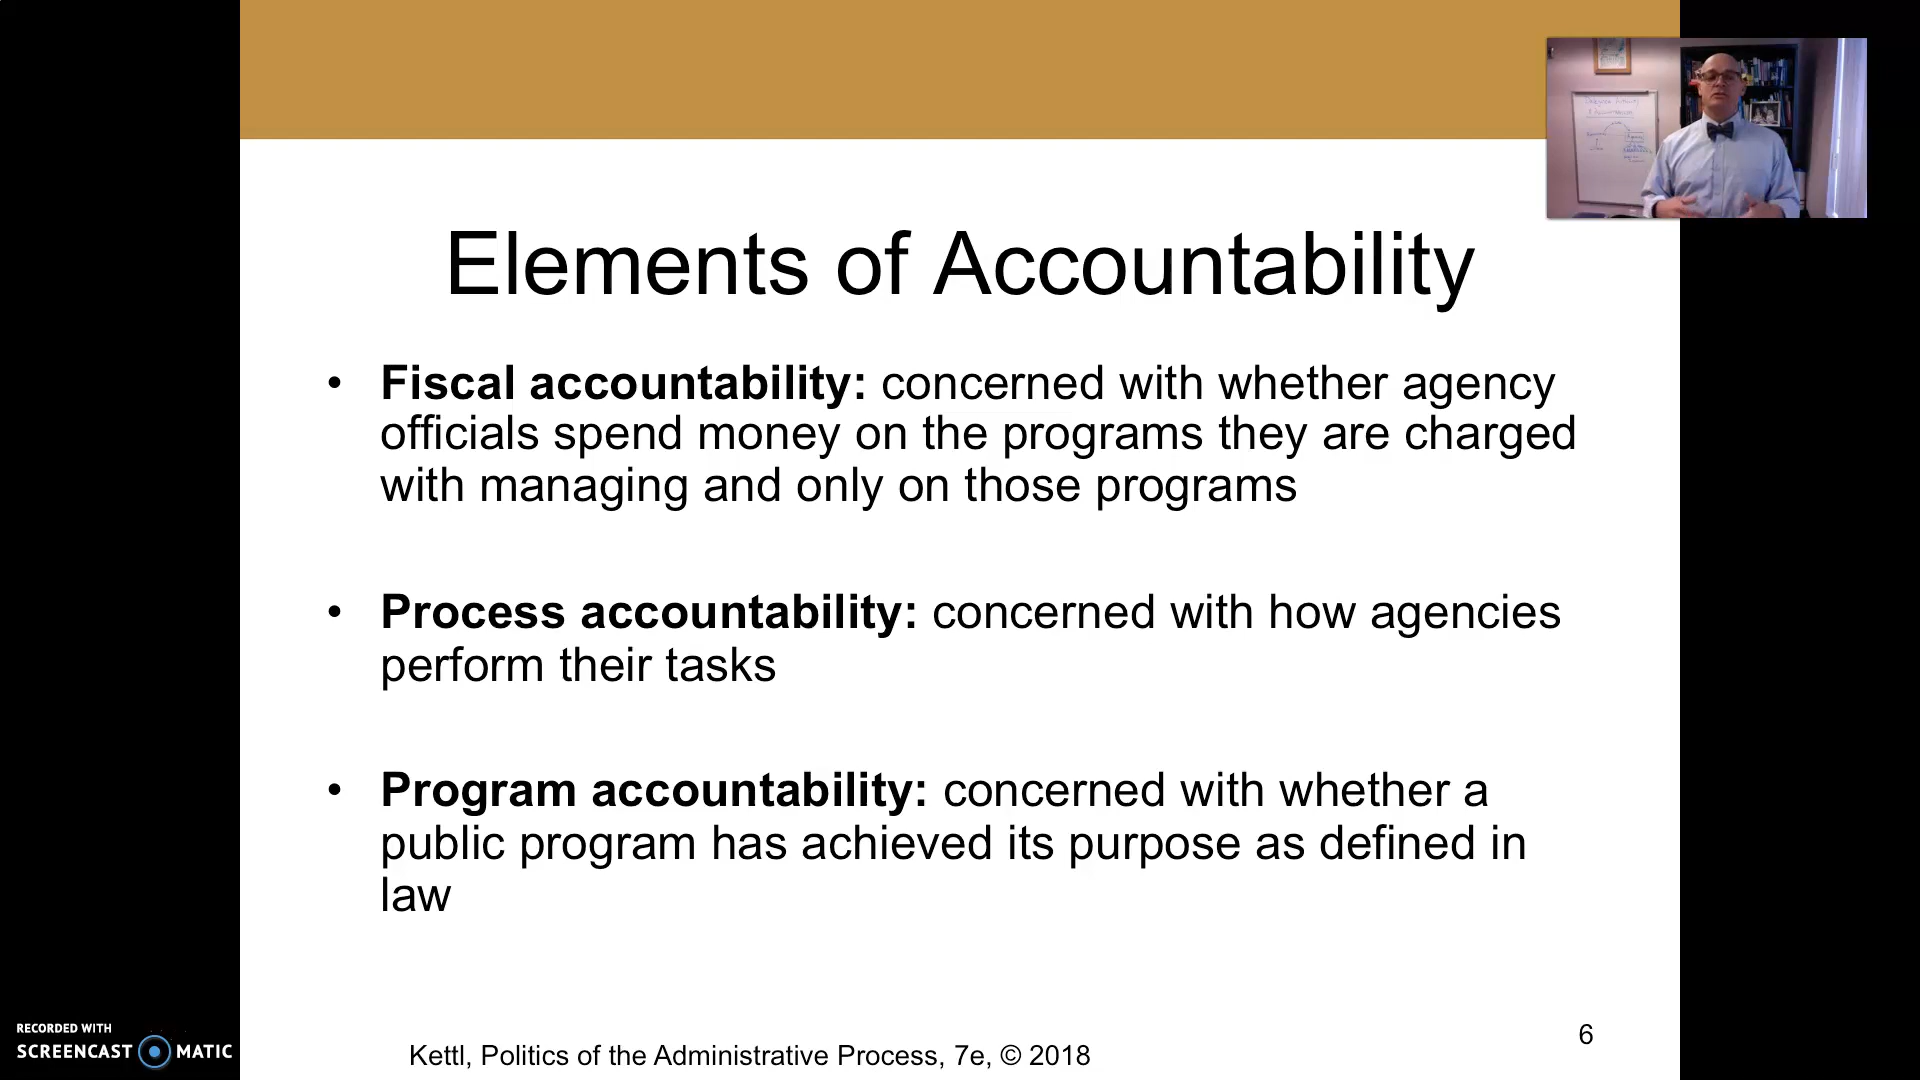 Elements of Accountability
• Fiscal accountability: concerned with whether agency
officials spend money on the programs they are charged
with managing and only on those programs
• Process accountability: concerned with how agencies
perform their tasks
• Program accountability: concerned with whether a
public program has achieved its purpose as defined in
law
6
Kettl, Politics of the Administrative Process, 7e, © 2018
RECORDED WITH
SCREENCAST MATIC